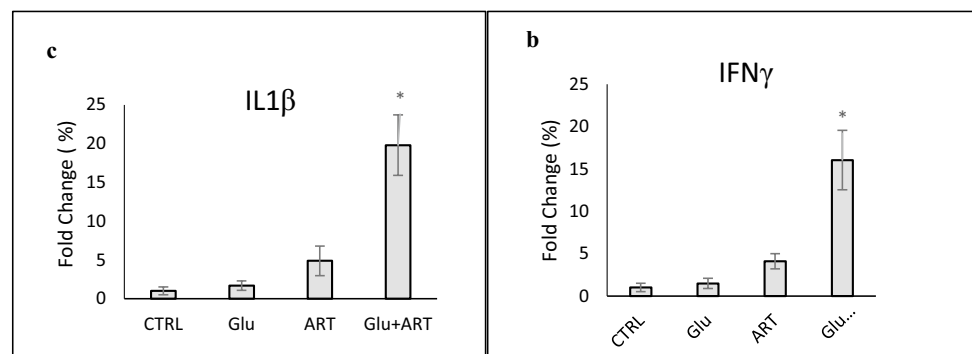 c
IL1β
*
Fold Change ( %)
25
20
15
10
5
0
CTRL Glu ART Glu+ART
b
IFNγ
*
Fold Change (%)
25
20
15
10
5
0
CTRL Glu ART Glu...